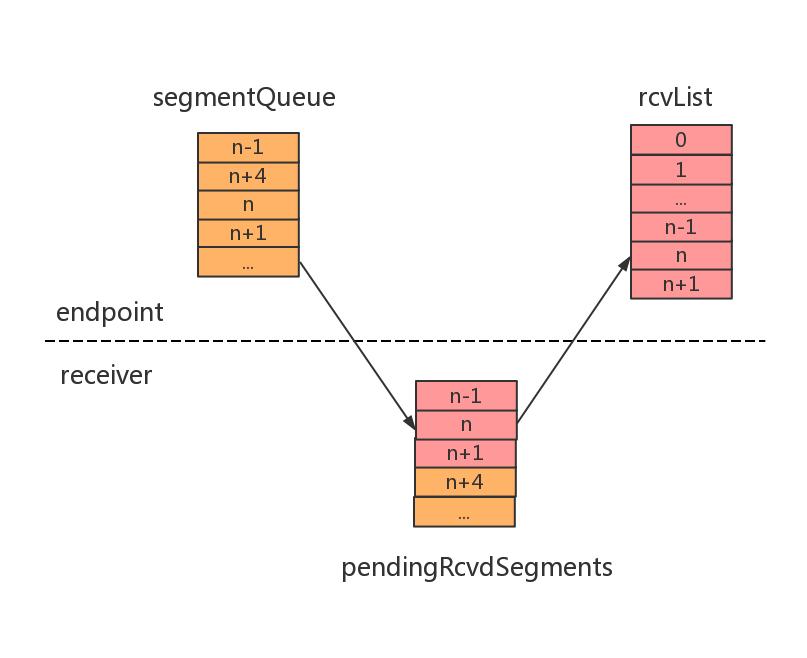 segmentQueue
n-1
n+4
n
n+1
...
rcvList
0
1
...
n-1
n
n+1
endpoint
receiver
n-1
n
n+1
n+4
...
pendingRcvdSegments